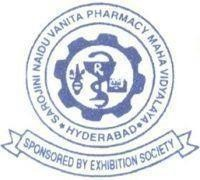 SAROJINI NAIDU VANITA PHARMACY MAHA VIDYALAYA
★ HYDERABAD ★
SPONSORED BY EXHIBITION SOCIETY